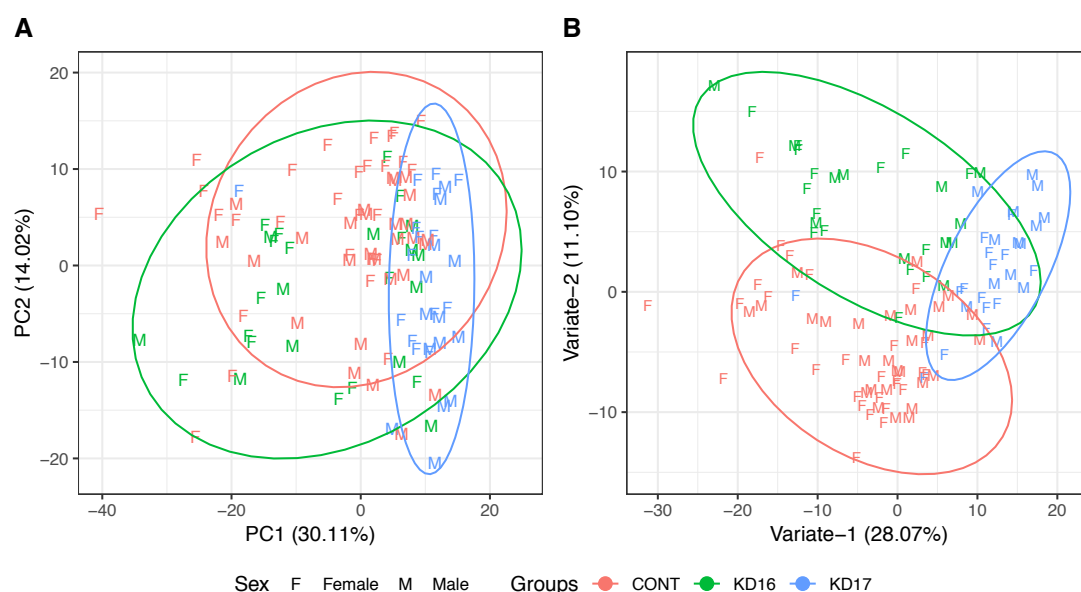 A
B
20
10
0
−10
−20
PC2 (14.02%)
−40
−20
0
20
PC1 (30.11%)
10
0
−10
Variate−2 (11.10%)
−30
−20
−10
0
10
20
Variate−1 (28.07%)
Sex F Female M Male Groups CONT KD16 KD17